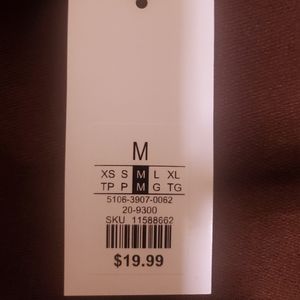 M
XS S M L XL
TP P M G TG
5106-3907-0062
20-9300
SKU 11588662
$19.99